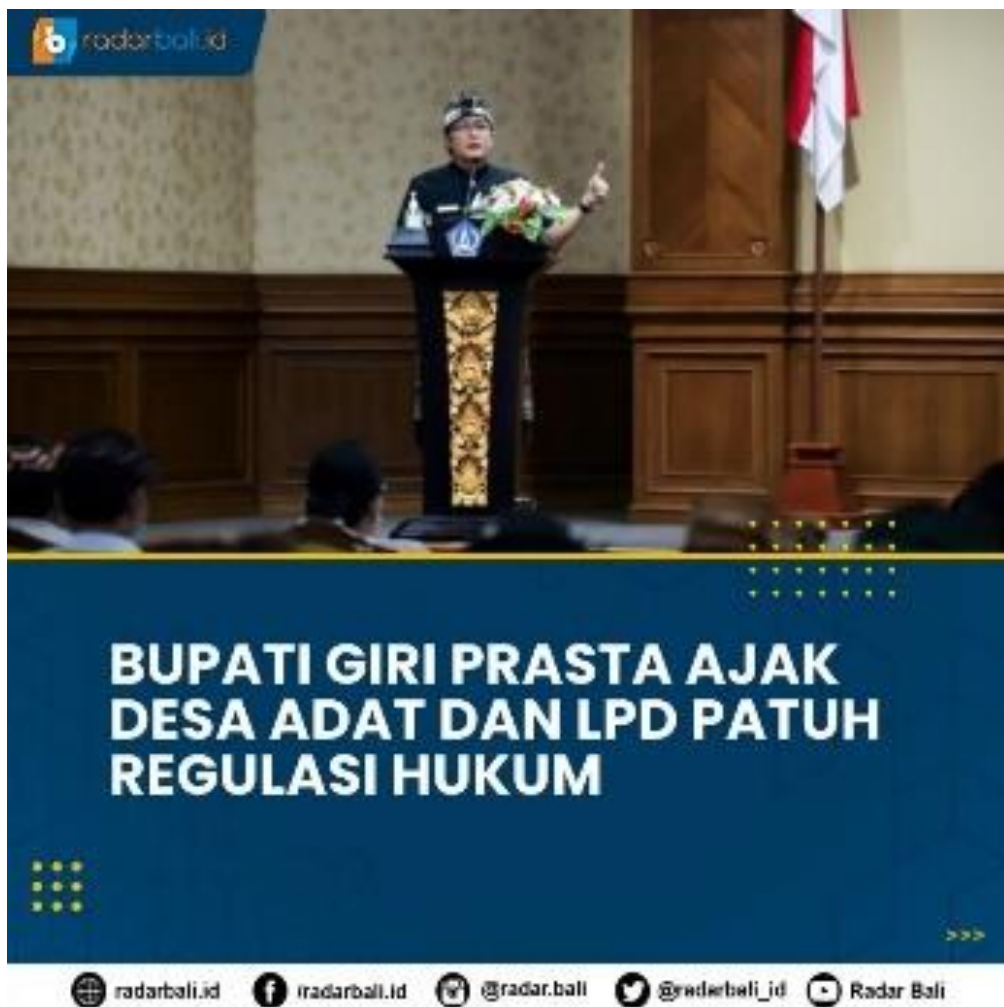 radarbali.id
BUPATI GIRI PRASTA AJAK
DESA ADAT DAN LPD PATUH
REGULASI HUKUM
>>>
radarbali.id /radarbali.id @radar.bali @radarbali_id Radar Bali